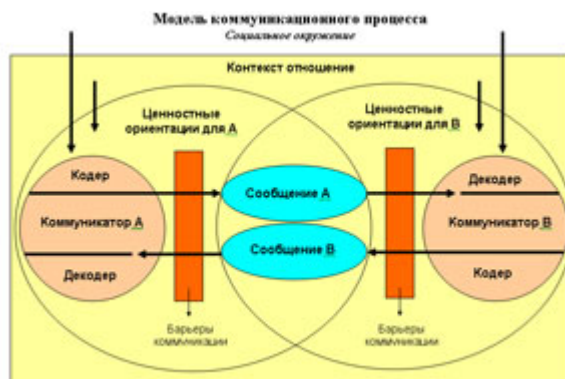 Модель коммуникационного процесса
Социальное окружение
Контекст отношение
Ценностные
ориентации для А
Ценностные
ориентации для В
Кодер
Коммуникатор А
Декодер
Сообщение А
Сообщение В
Декодер
Коммуникатор В
Кодер
Барьеры
коммуникации
Барьеры
коммуникации